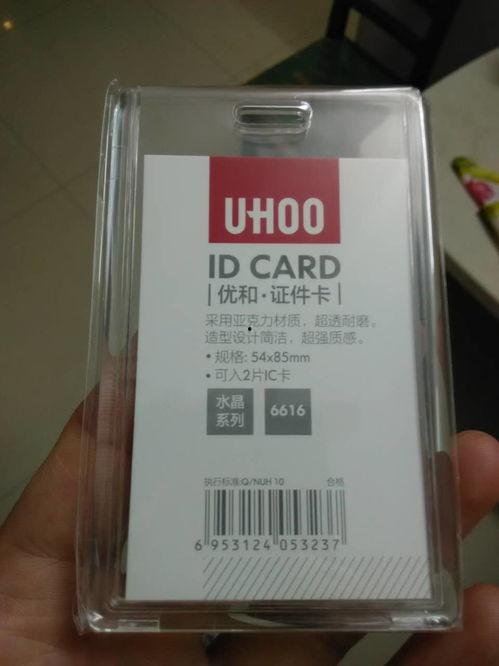 UHOO
ID CARD
优和·证件卡
采用亚克力材质，超透耐磨。
造型设计简洁，超强质感。
• 规格: 54x85mm
• 可入2片IC卡
水晶系列 6616
执行标准:Q/NUH 10 合格
6 953124 053237